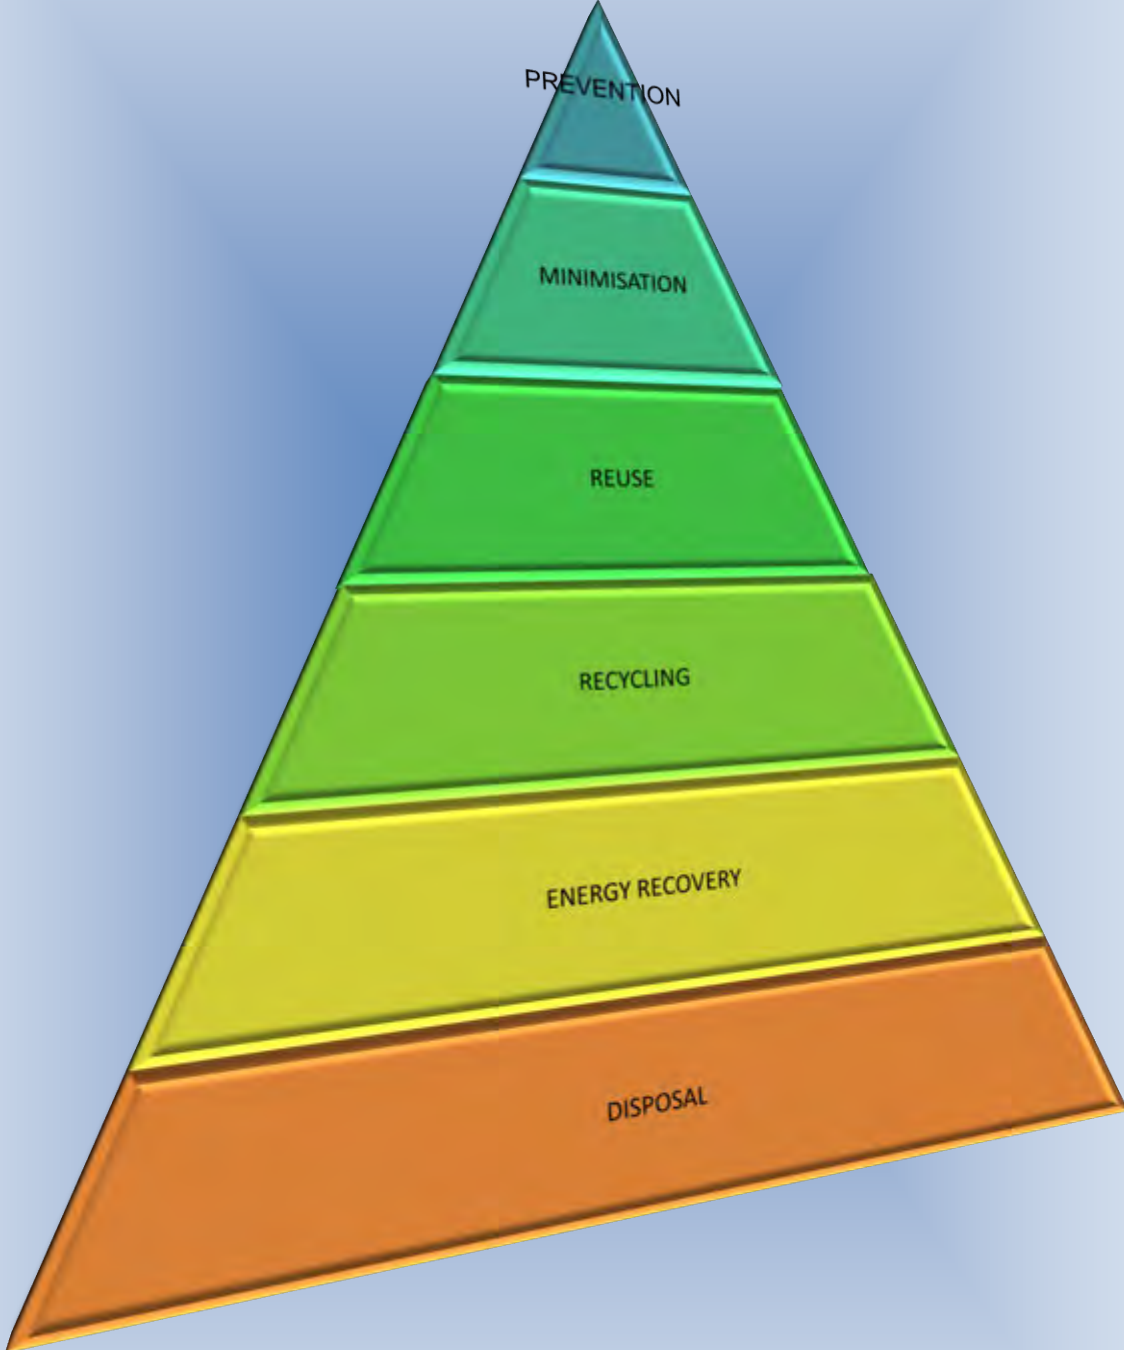 PREVENTION
MINIMISATION
REUSE
RECYCLING
ENERGY RECOVERY
DISPOSAL